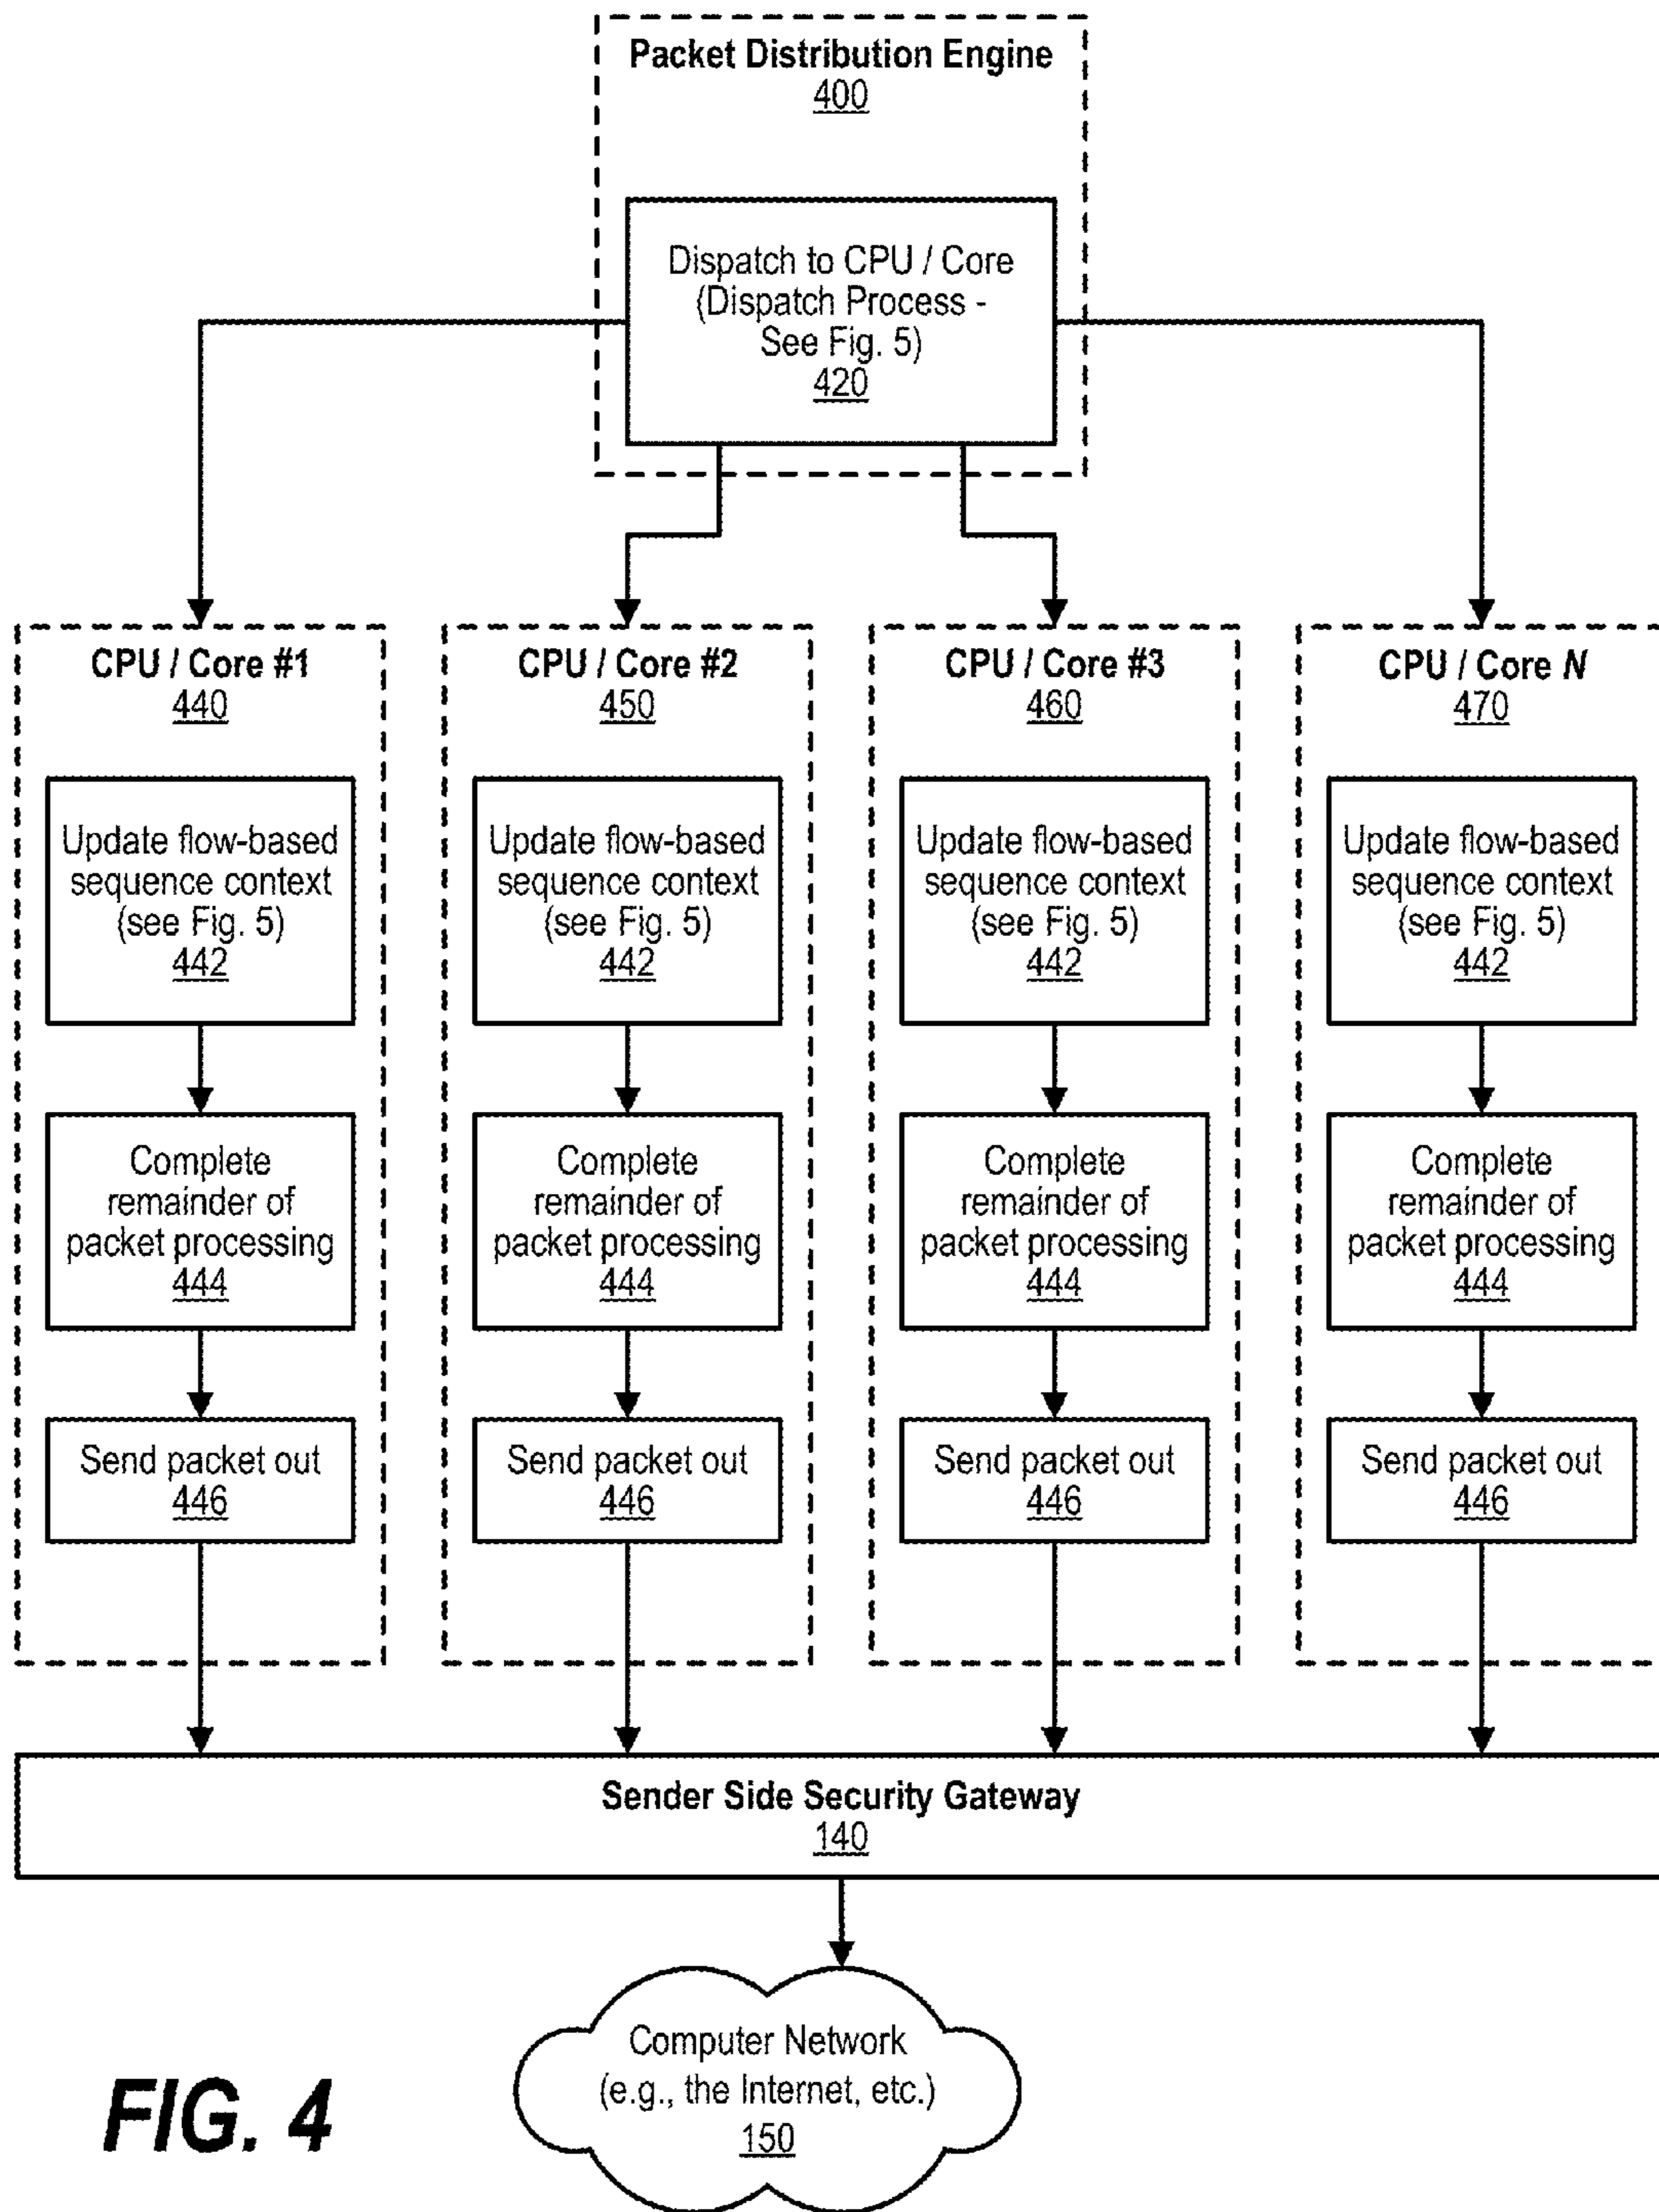 Packet Distribution Engine
400
Dispatch to CPU / Core
(Dispatch Process -
See Fig. 5)
420
CPU / Core #1
440
Update flow-based
sequence context
(see Fig. 5)
442
Complete
remainder of
packet processing
444
Send packet out
446
CPU / Core #2
450
Update flow-based
sequence context
(see Fig. 5)
442
Complete
remainder of
packet processing
444
Send packet out
446
CPU / Core #3
460
Update flow-based
sequence context
(see Fig. 5)
442
Complete
remainder of
packet processing
444
Send packet out
446
CPU / Core N
470
Update flow-based
sequence context
(see Fig. 5)
442
Complete
remainder of
packet processing
444
Send packet out
446
Sender Side Security Gateway
140
Computer Network
(e.g., the Internet, etc.)
150
FIG. 4